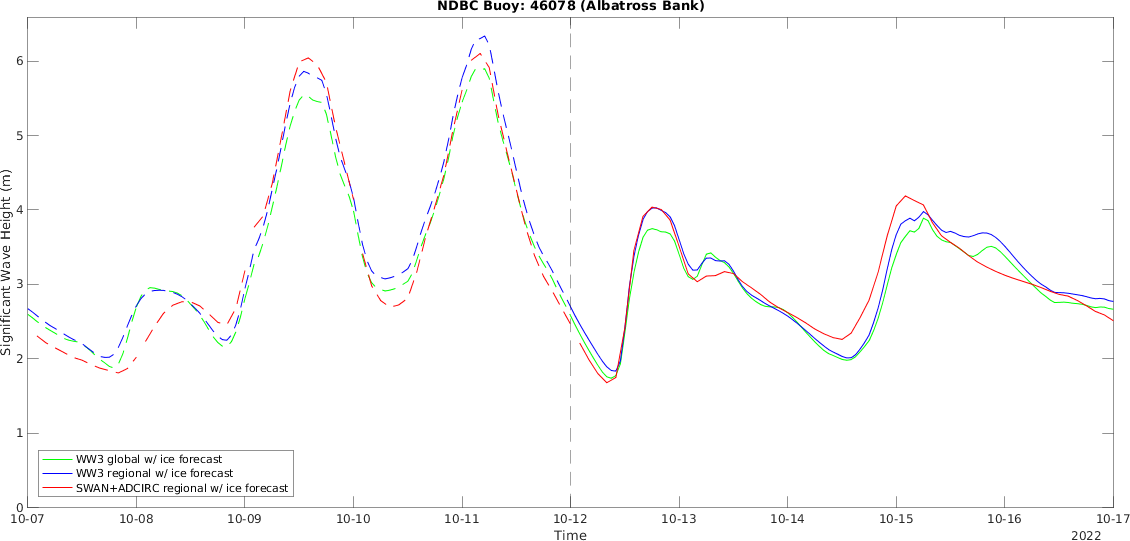 NDBC Buoy: 46078 (Albatross Bank)
Significant Wave Height (m)
6
5
4
3
2
1
0
WW3 global w/ ice forecast
WW3 regional w/ ice forecast
SWAN+ADCIRC regional w/ ice forecast
10-07 10-08 10-09 10-10 10-11 10-12 10-13 10-14 10-15 10-16 10-17
Time
2022